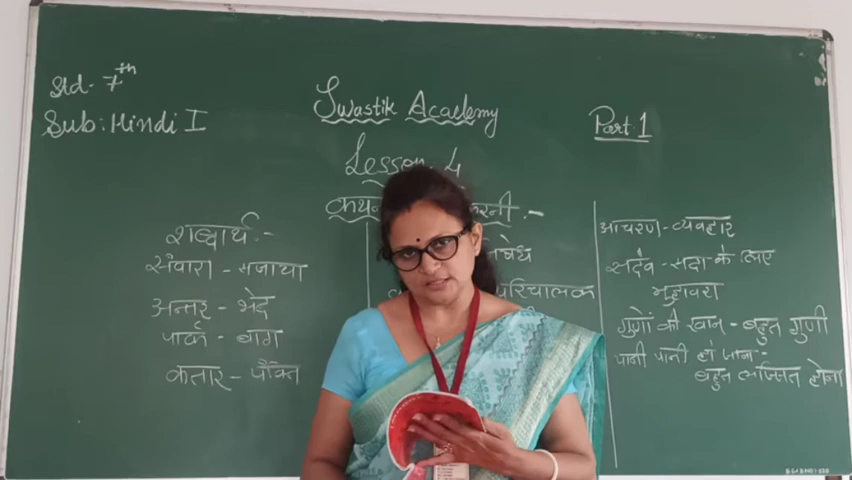 Std- 7th
Sub: Hindi I
Swastik Academy
Part 1
Lesson 4
शब्दार्थ :-
संवारा - सजाया
अन्तर - भेद
पार्क - बाग
कतार - पंक्ति
परिचालक
आचरण - व्यवहार
सदैव - सदा के लिए
मुहावरा
गुणों की खान - बहुत गुणी
पानी पानी हो जाना -
बहुत लज्जित होना